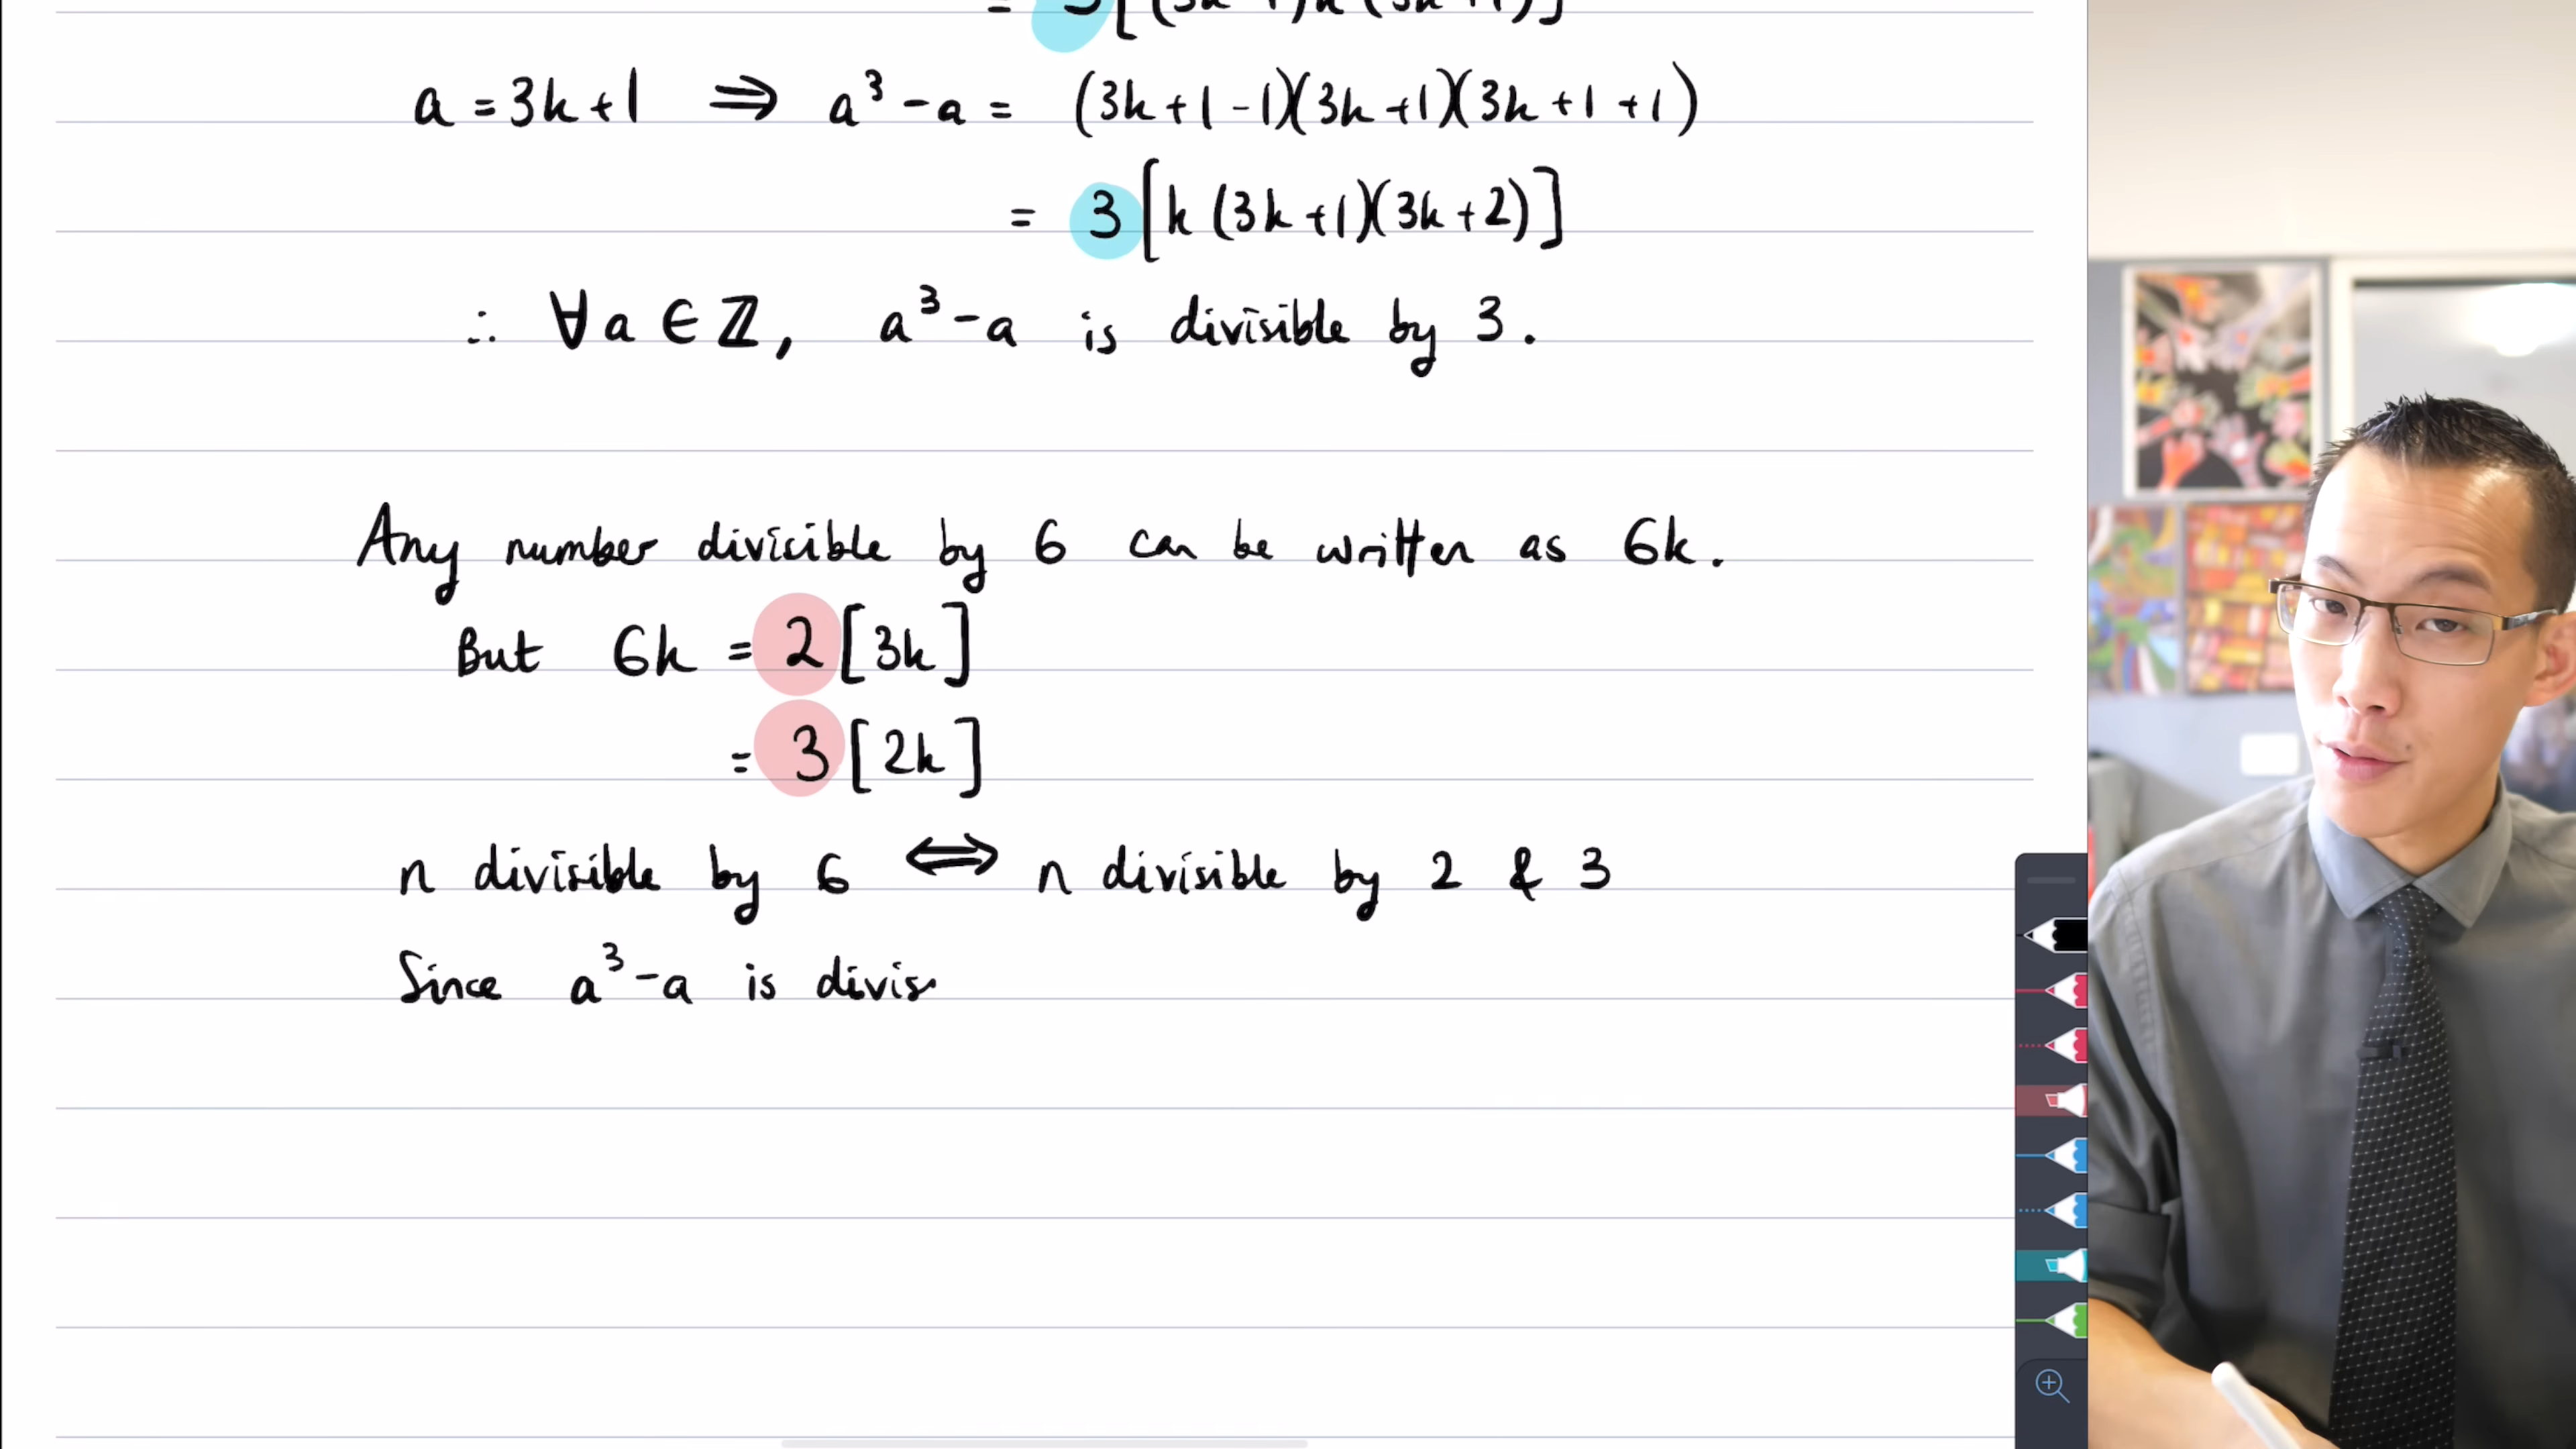 a = 3k+1 ⇒ a³ - a = (3k+1-1)(3k+1)(3k+1+1)
= 3[k(3k+1)(3k+2)]
∴ ∀a∈ℤ, a³-a is divisible by 3.
Any number divisible by 6 can be written as 6k.
But 6k = 2[3k]
= 3[2k]
n divisible by 6 ⟺ n divisible by 2 & 3
Since a³-a is divis